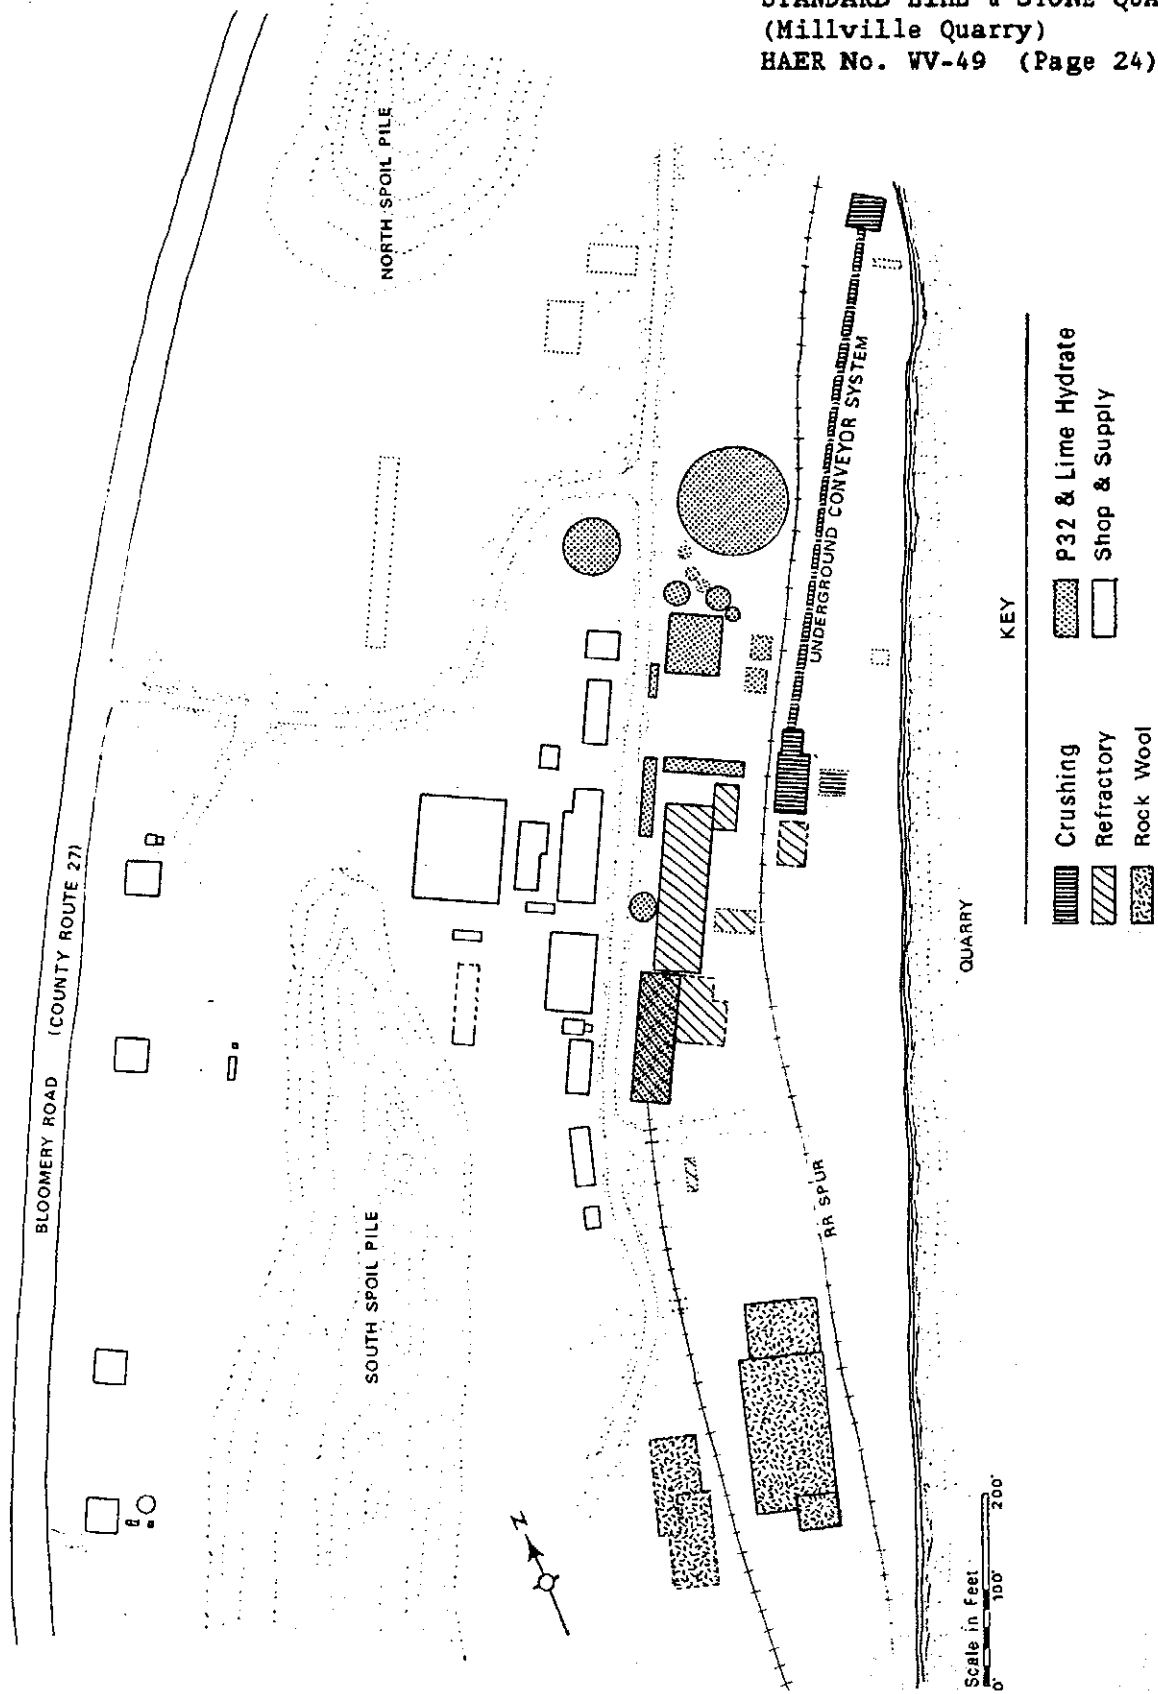 (Millville Quarry)
HAER No. WV-49 (Page 24)
BLOOMERY ROAD (COUNTY ROUTE 27)
NORTH SPOIL PILE
SOUTH SPOIL PILE
UNDERGROUND CONVEYOR SYSTEM
RR SPUR
QUARRY
N
Scale in Feet
0' 100' 200'
KEY
Crushing
Refractory
Rock Wool
P32 & Lime Hydrate
Shop & Supply